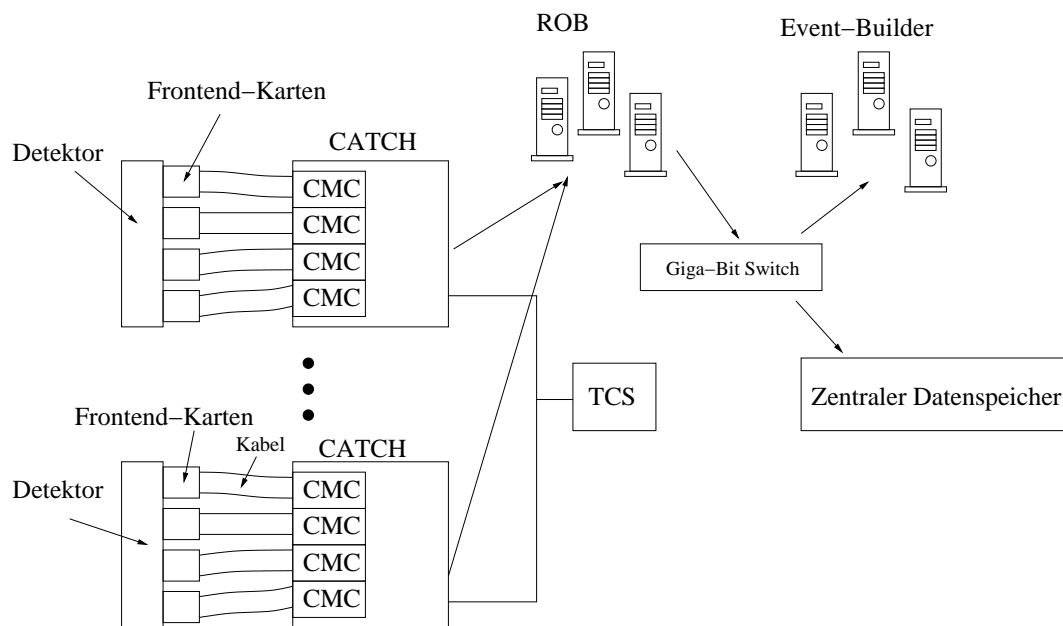 ROB
Event−Builder
Frontend−Karten
Detektor
CATCH
CMC
CMC
CMC
CMC
Giga−Bit Switch
TCS
Zentraler Datenspeicher
Frontend−Karten
Kabel
CATCH
Detektor
CMC
CMC
CMC
CMC